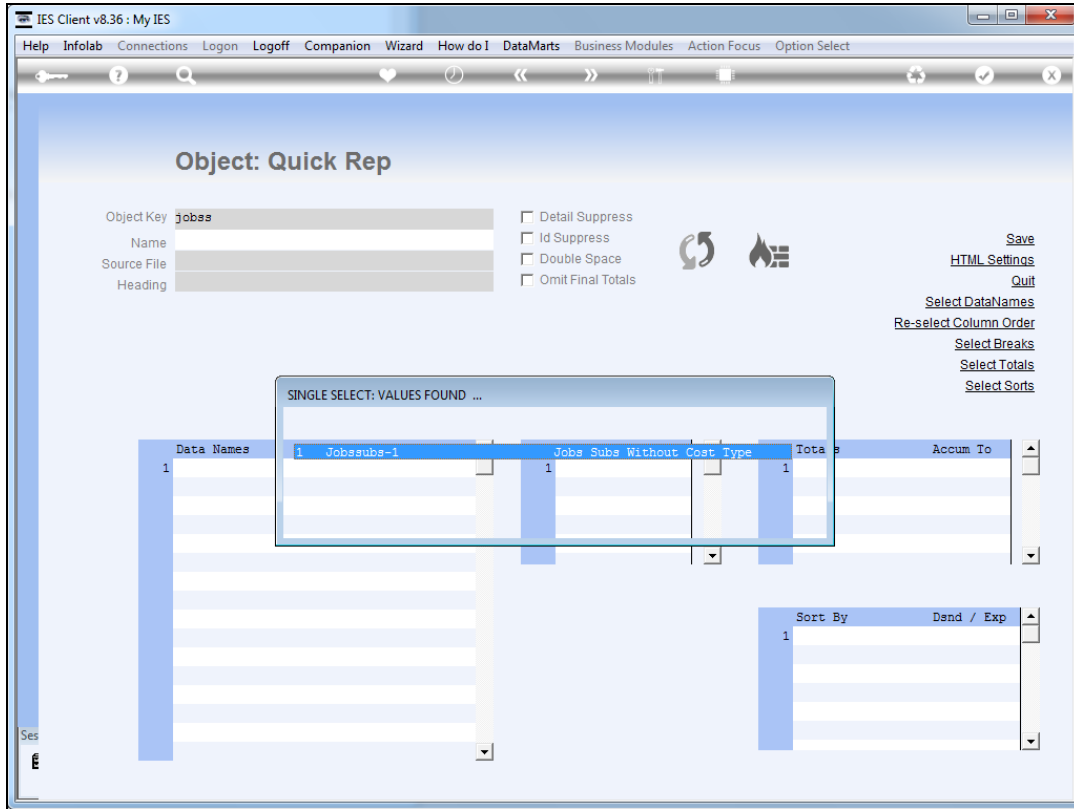 IES Client v8.36 : My IES
Help Infolab Connections Logon Logoff Companion Wizard How do I DataMarts Business Modules Action Focus Option Select
Object: Quick Rep
Object Key jobss
Name
Source File
Heading
Detail Suppress
Id Suppress
Double Space
Omit Final Totals
Save
HTML Settings
Quit
Select DataNames
Re-select Column Order
Select Breaks
Select Totals
Select Sorts
SINGLE SELECT: VALUES FOUND ...
1 Jobssubs-1 Jobs Subs Without Cost Type
Data Names
1
1
Totals Accum To
1
Sort By Dsnd / Exp
1
Ses